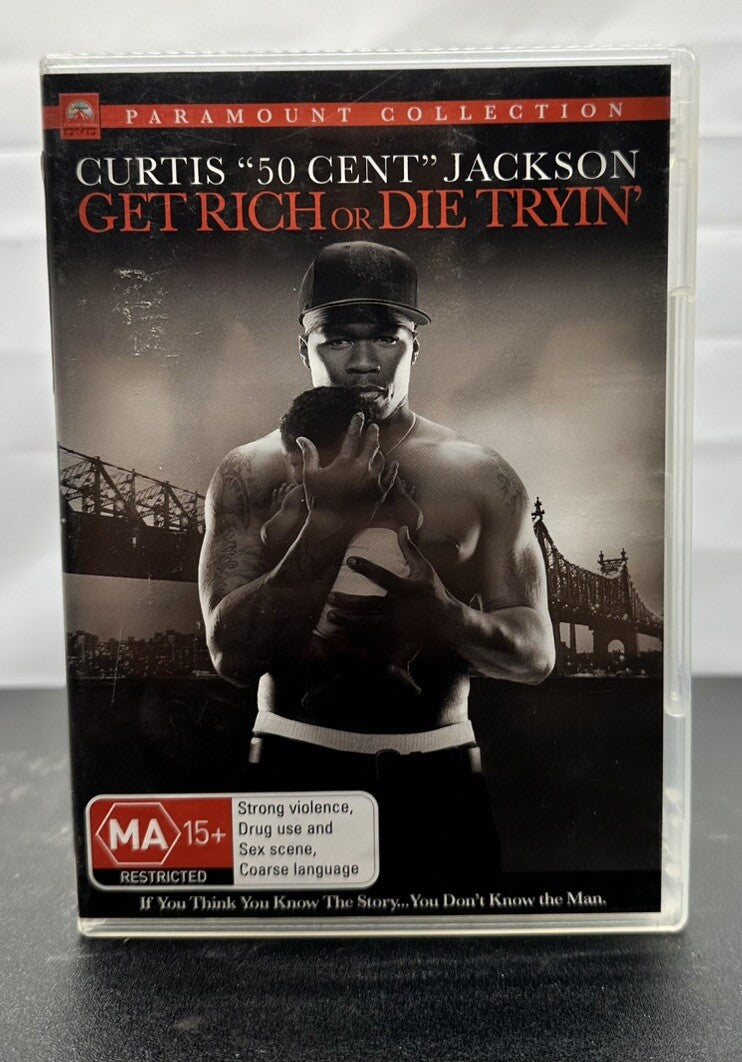 PARAMOUNT COLLECTION
CURTIS “50 CENT” JACKSON
GET RICH OR DIE TRYIN’
MA 15+
RESTRICTED
Strong violence,
Drug use and
Sex scene,
Coarse language
If You Think You Know The Story...You Don't Know the Man.